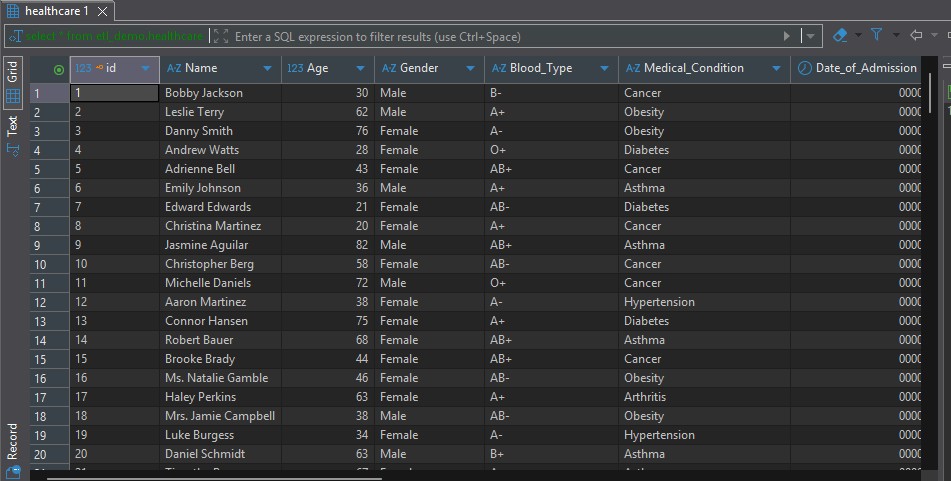 healthcare 1
select * from etl_demo.healthcare Enter a SQL expression to filter results (use Ctrl+Space)
Grid
Text
Record
123 id A-Z Name 123 Age A-Z Gender A-Z Blood_Type A-Z Medical_Condition Date_of_Admission
1 1 Bobby Jackson 30 Male B- Cancer 0000
2 2 Leslie Terry 62 Male A+ Obesity 0000
3 3 Danny Smith 76 Female A- Obesity 0000
4 4 Andrew Watts 28 Female O+ Diabetes 0000
5 5 Adrienne Bell 43 Female AB+ Cancer 0000
6 6 Emily Johnson 36 Male A+ Asthma 0000
7 7 Edward Edwards 21 Female AB- Diabetes 0000
8 8 Christina Martinez 20 Female A+ Cancer 0000
9 9 Jasmine Aguilar 82 Male AB+ Asthma 0000
10 10 Christopher Berg 58 Female AB- Cancer 0000
11 11 Michelle Daniels 72 Male O+ Cancer 0000
12 12 Aaron Martinez 38 Female A- Hypertension 0000
13 13 Connor Hansen 75 Female A+ Diabetes 0000
14 14 Robert Bauer 68 Female AB+ Asthma 0000
15 15 Brooke Brady 44 Female AB+ Cancer 0000
16 16 Ms. Natalie Gamble 46 Female AB- Obesity 0000
17 17 Haley Perkins 63 Female A+ Arthritis 0000
18 18 Mrs. Jamie Campbell 38 Male AB- Obesity 0000
19 19 Luke Burgess 34 Female A- Hypertension 0000
20 20 Daniel Schmidt 63 Male B+ Asthma 0000